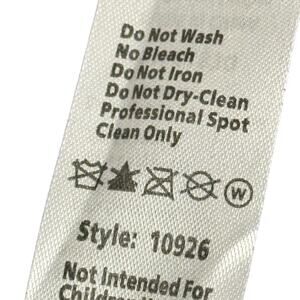 Do Not Wash
No Bleach
Do Not Iron
Do Not Dry-Clean
Professional Spot
Clean Only
W
Style: 10926
Not Intended For